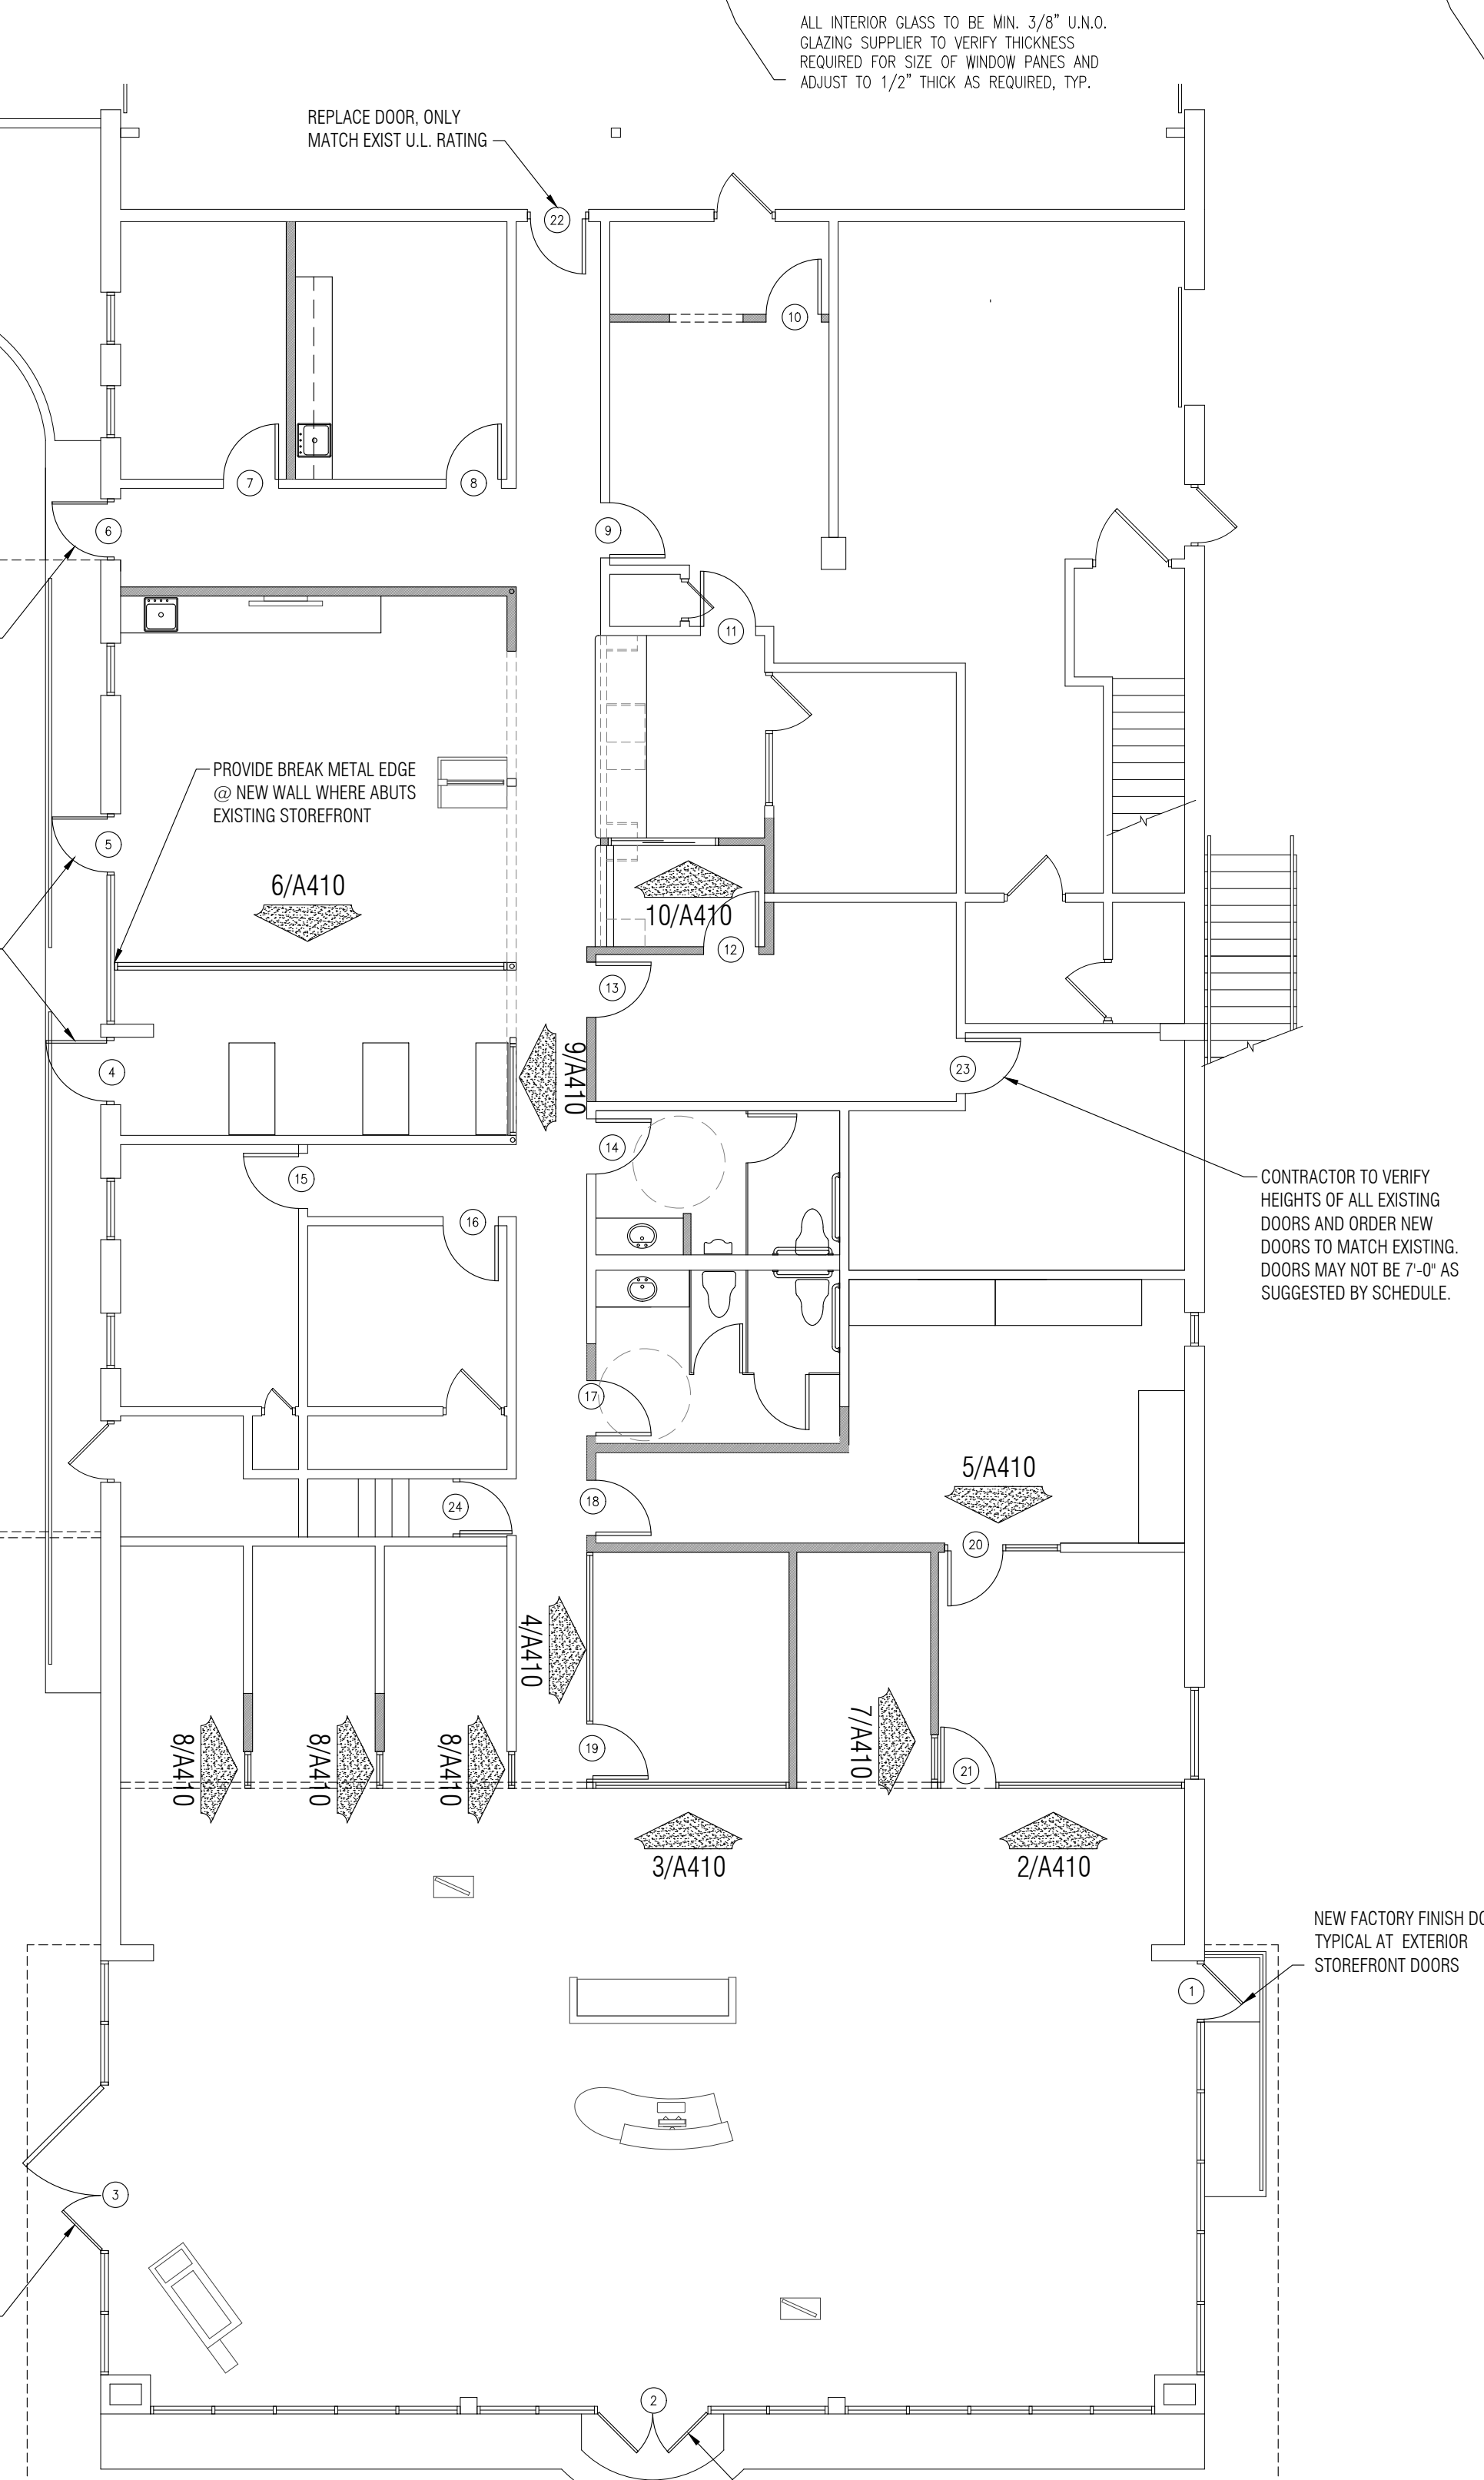 ALL INTERIOR GLASS TO BE MIN. 3/8" U.N.O.
GLAZING SUPPLIER TO VERIFY THICKNESS
REQUIRED FOR SIZE OF WINDOW PANES AND
ADJUST TO 1/2" THICK AS REQUIRED, TYP.
REPLACE DOOR, ONLY
MATCH EXIST U.L. RATING
22
10
7
8
6
9
11
PROVIDE BREAK METAL EDGE
@ NEW WALL WHERE ABUTS
EXISTING STOREFRONT
5
6/A410
10/A410
12
13
9/A410
4
23
14
15
16
CONTRACTOR TO VERIFY
HEIGHTS OF ALL EXISTING
DOORS AND ORDER NEW
DOORS TO MATCH EXISTING.
DOORS MAY NOT BE 7'-0" AS
SUGGESTED BY SCHEDULE.
17
5/A410
24
18
20
4/A410
7/A410
8/A410
8/A410
8/A410
19
21
3/A410
2/A410
NEW FACTORY FINISH
TYPICAL AT EXTERIOR
STOREFRONT DOORS
1
3
2